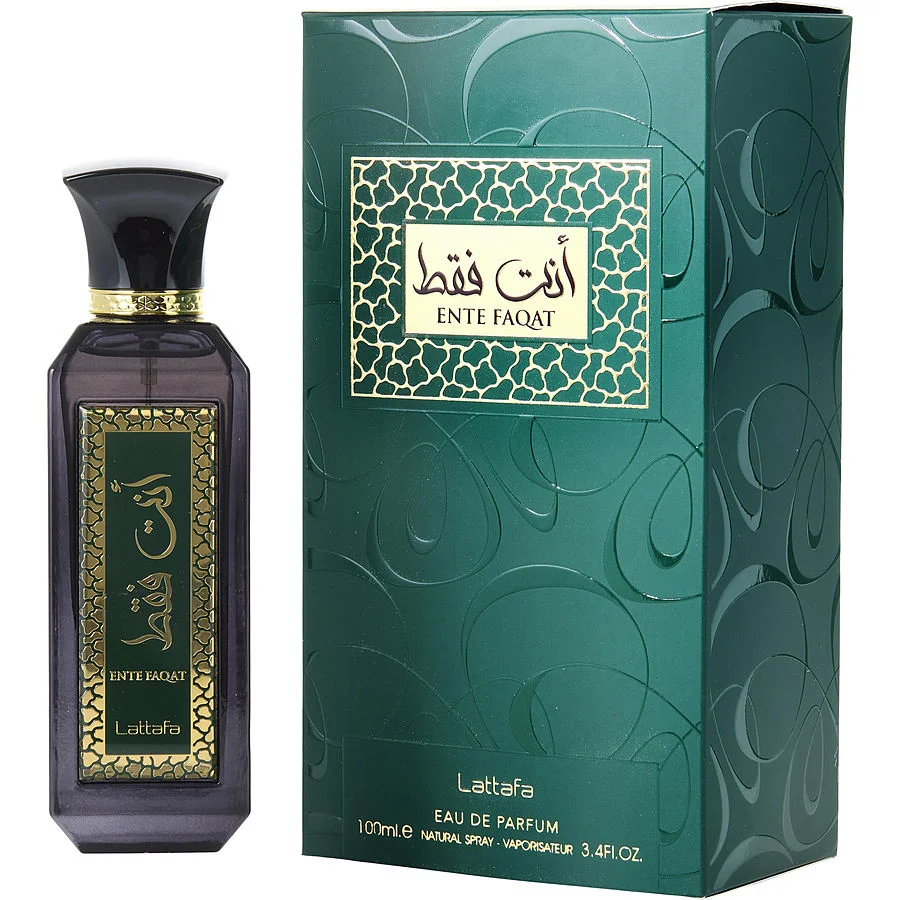 أنت فقط
ENTE FAQAT
Lattafa
أنت فقط
ENTE FAQAT
Lattafa
EAU DE PARFUM
100ml.e NATURAL SPRAY - VAPORISATEUR 3.4FI.OZ.